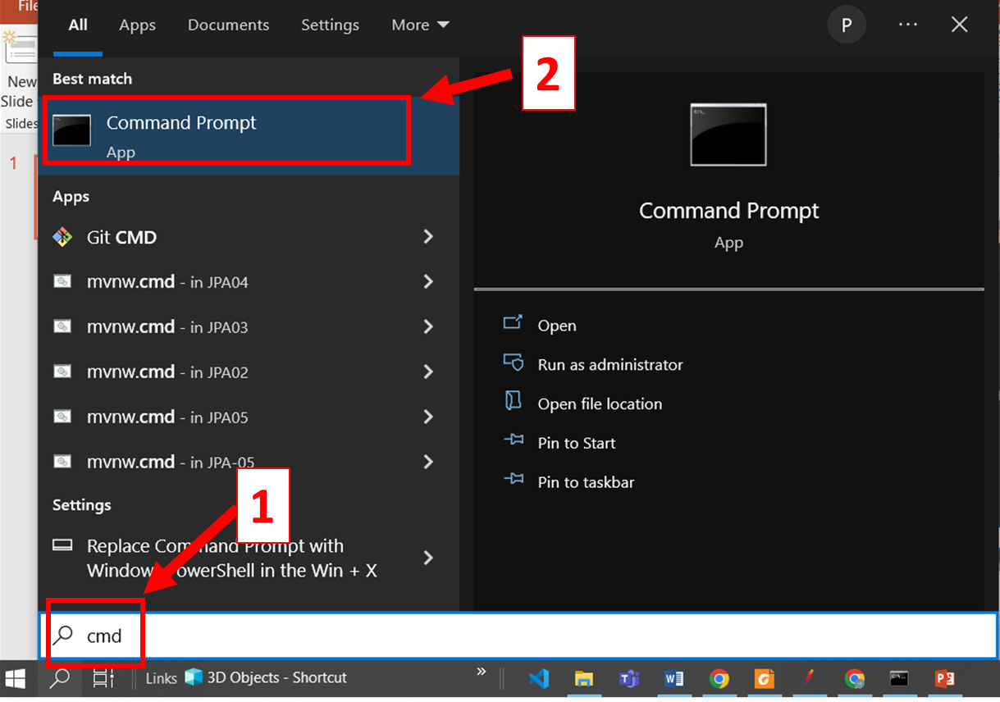 File
All Apps Documents Settings More
P
New
Slide
Slides
1
Best match
2
Command Prompt
App
Apps
Git CMD
mvnw.cmd - in JPA04
mvnw.cmd - in JPA03
mvnw.cmd - in JPA02
mvnw.cmd - in JPA05
mvnw.cmd - in JPA-05
Settings
1
Replace Command Prompt with
Windows PowerShell in the Win + X
cmd
Command Prompt
App
Open
Run as administrator
Open file location
Pin to Start
Pin to taskbar
Links 3D Objects - Shortcut